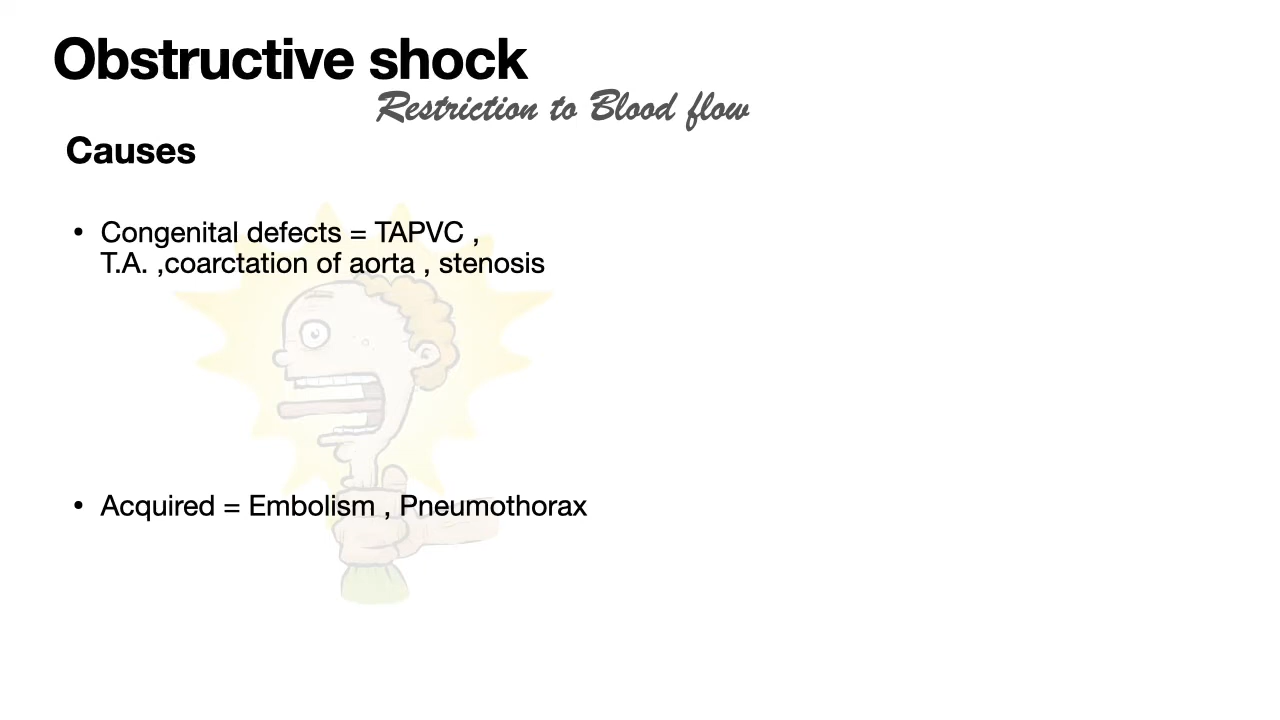 Obstructive shock
Restriction to Blood flow
Causes
• Congenital defects = TAPVC ,
T.A. ,coarctation of aorta , stenosis
• Acquired = Embolism , Pneumothorax